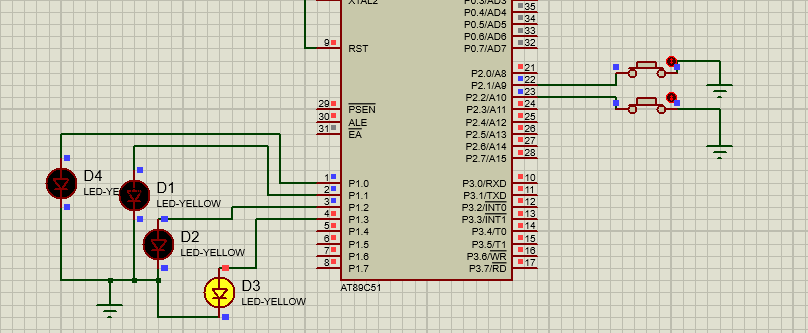 XTAL2
P0.3/AD3
P0.4/AD4 35
P0.5/AD5 34
P0.6/AD6 33
P0.7/AD7 32
9 RST
P2.0/A8 21
P2.1/A9 22
P2.2/A10 23
P2.3/A11 24
P2.4/A12 25
P2.5/A13 26
P2.6/A14 27
P2.7/A15 28
29 PSEN
30 ALE
31 EA
1 P1.0
2 P1.1
3 P1.2
4 P1.3
5 P1.4
6 P1.5
7 P1.6
8 P1.7
P3.0/RXD 10
P3.1/TXD 11
P3.2/INT0 12
P3.3/INT1 13
P3.4/T0 14
P3.5/T1 15
P3.6/WR 16
P3.7/RD 17
AT89C51
D4
LED-YE
D1
LED-YELLOW
D2
LED-YELLOW
D3
LED-YELLOW